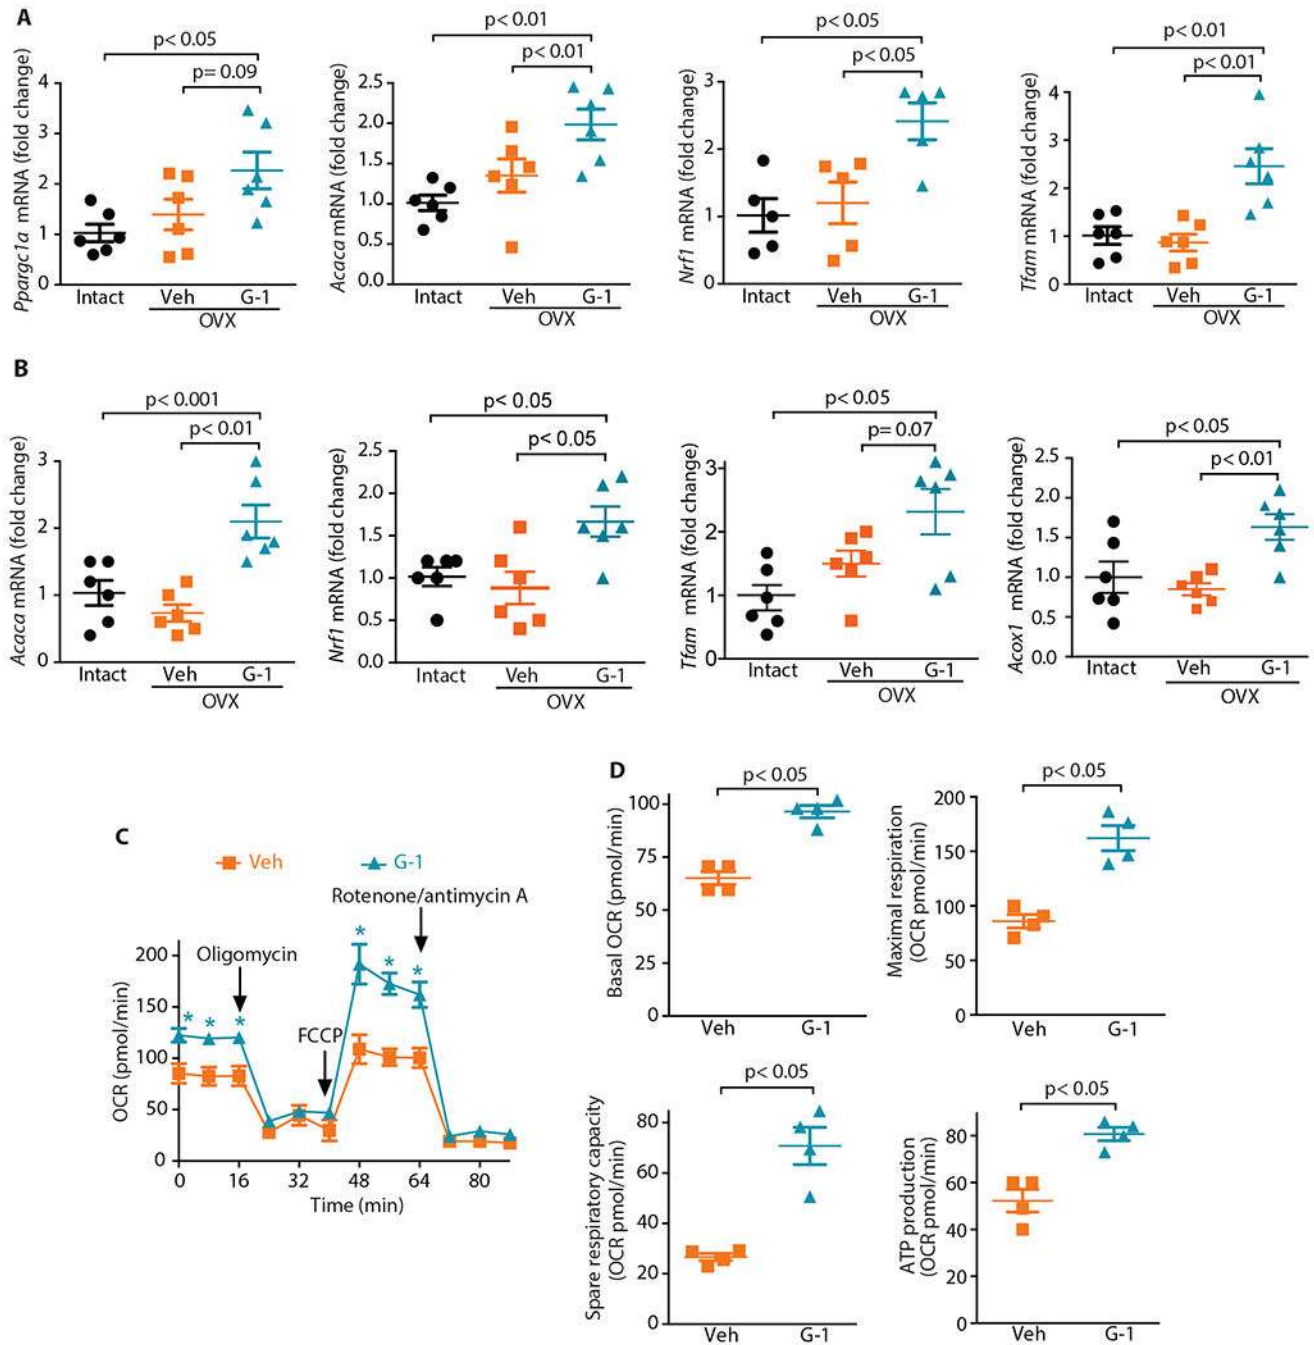 A
p< 0.05
p= 0.09
Ppargc1a mRNA (fold change)
4
3
2
1
0
Intact
Veh
G-1
OVX
p< 0.01
p< 0.01
Acaca mRNA (fold change)
2.5
2.0
1.5
1.0
0.5
0.0
Intact
Veh
G-1
OVX
p< 0.05
p< 0.05
Nrf1 mRNA (fold change)
3
2
1
0
Intact
Veh
G-1
OVX
p< 0.01
p< 0.01
Tfam mRNA (fold change)
4
3
2
1
0
Intact
Veh
G-1
OVX
B
p< 0.001
p< 0.01
Acaca mRNA (fold change)
3
2
1
0
Intact
Veh
G-1
OVX
p< 0.05
p< 0.05
Nrf1 mRNA (fold change)
2.5
2.0
1.5
1.0
0.5
0.0
Intact
Veh
G-1
OVX
p< 0.05
p= 0.07
Tfam mRNA (fold change)
3
2
1
0
Intact
Veh
G-1
OVX
p< 0.05
p< 0.01
Acox1 mRNA (fold change)
2.5
2.0
1.5
1.0
0.5
0.0
Intact
Veh
G-1
OVX
C
Veh
G-1
Rotenone/antimycin A
Oligomycin
FCCP
* * * * * *
OCR (pmol/min)
200
150
100
50
0
0 16 32 48 64 80
Time (min)
D
p< 0.05
Basal OCR (pmol/min)
100
75
50
25
0
Veh
G-1
p< 0.05
Maximal respiration
(OCR pmol/min)
200
150
100
50
0
Veh
G-1
p< 0.05
Spare respiratory capacity
(OCR pmol/min)
80
60
40
20
0
Veh
G-1
p< 0.05
ATP production
(OCR pmol/min)
80
60
40
20
0
Veh
G-1